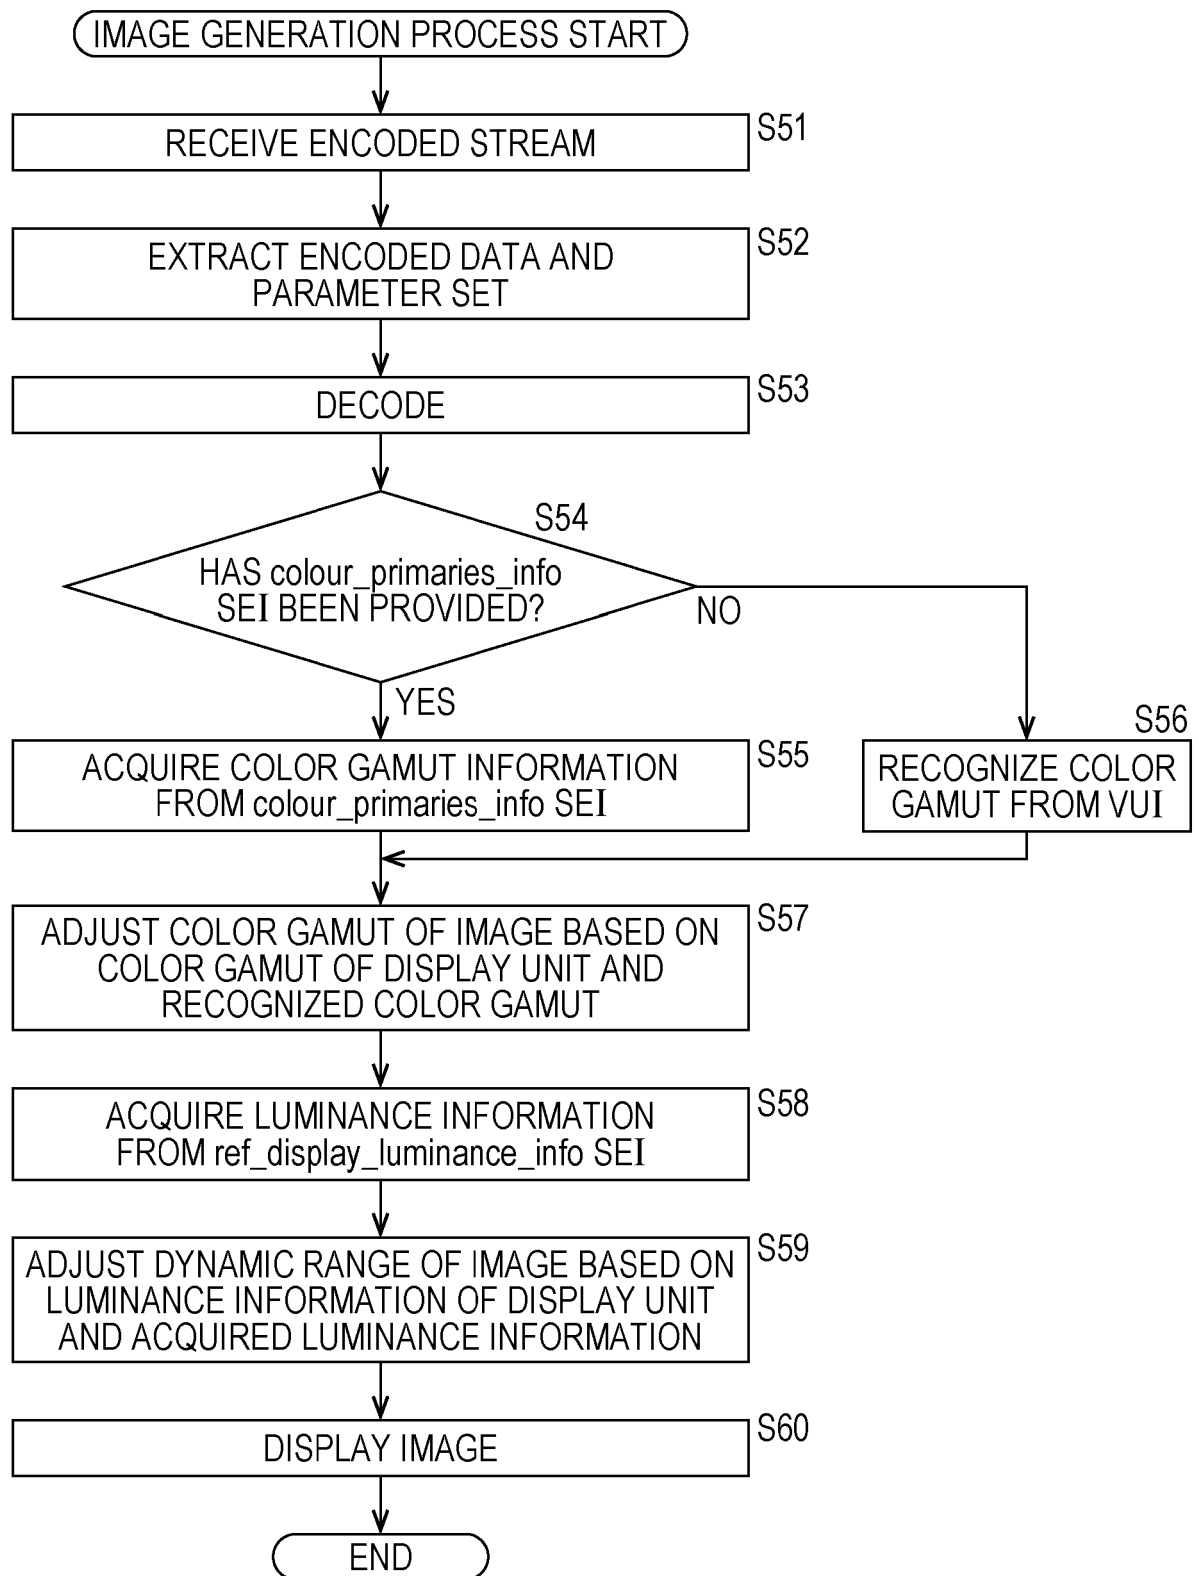 IMAGE GENERATION PROCESS START
S51
RECEIVE ENCODED STREAM
S52
EXTRACT ENCODED DATA AND
PARAMETER SET
S53
DECODE
S54
HAS colour_primaries_info
SEI BEEN PROVIDED?
NO
YES
S55
ACQUIRE COLOR GAMUT INFORMATION
FROM colour_primaries_info SEI
S56
RECOGNIZE COLOR
GAMUT FROM VUI
S57
ADJUST COLOR GAMUT OF IMAGE BASED ON
COLOR GAMUT OF DISPLAY UNIT AND
RECOGNIZED COLOR GAMUT
S58
ACQUIRE LUMINANCE INFORMATION
FROM ref_display_luminance_info SEI
S59
ADJUST DYNAMIC RANGE OF IMAGE BASED ON
LUMINANCE INFORMATION OF DISPLAY UNIT
AND ACQUIRED LUMINANCE INFORMATION
S60
DISPLAY IMAGE
END